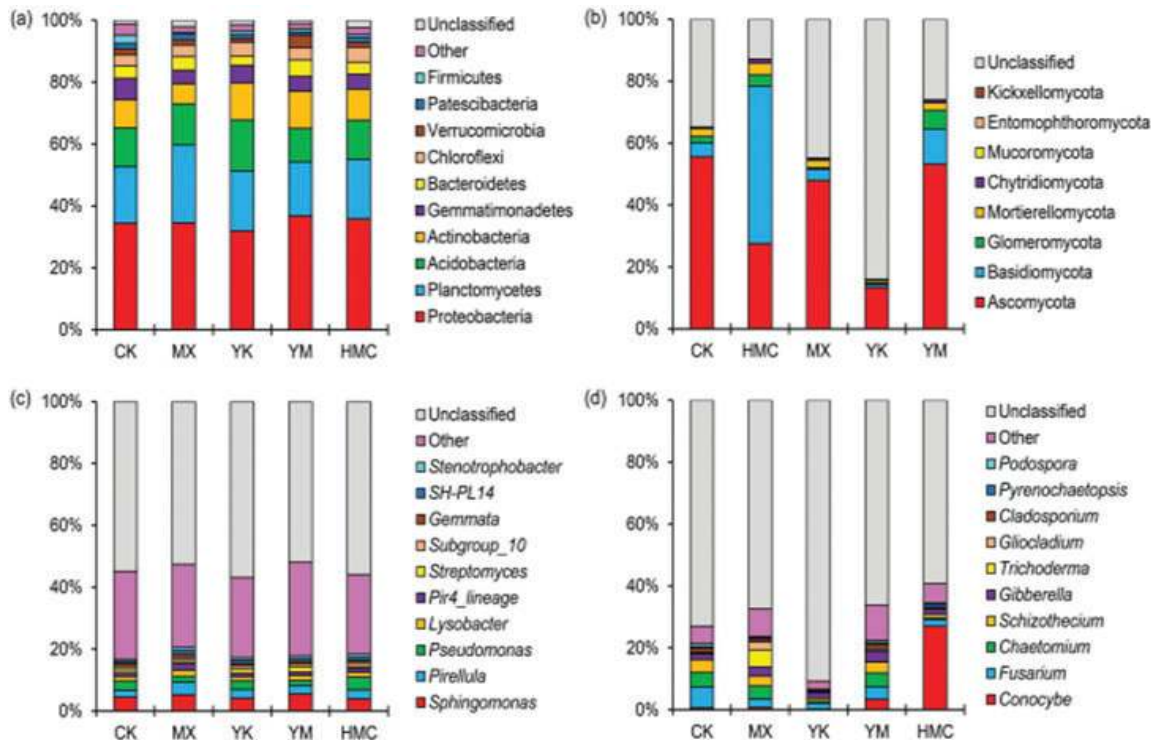 (a)
100%
80%
60%
40%
20%
0%
CK MX YK YM HMC
Unclassified
Other
Firmicutes
Patescibacteria
Verrucomicrobia
Chloroflexi
Bacteroidetes
Gemmatimonadetes
Actinobacteria
Acidobacteria
Planctomycetes
Proteobacteria
(b)
100%
80%
60%
40%
20%
0%
CK HMC MX YK YM
Unclassified
Kickxellomycota
Entomophthoromycota
Mucoromycota
Chytridiomycota
Mortierellomycota
Glomeromycota
Basidiomycota
Ascomycota
(c)
100%
80%
60%
40%
20%
0%
CK MX YK YM HMC
Unclassified
Other
Stenotrophobacter
SH-PL14
Gemmata
Subgroup_10
Streptomyces
Pir4_lineage
Lysobacter
Pseudomonas
Pirellula
Sphingomonas
(d)
100%
80%
60%
40%
20%
0%
CK MX YK YM HMC
Unclassified
Other
Podospora
Pyrenochaetopsis
Cladosporium
Gliocladium
Trichoderma
Gibberella
Schizothecium
Chaetomium
Fusarium
Conocybe